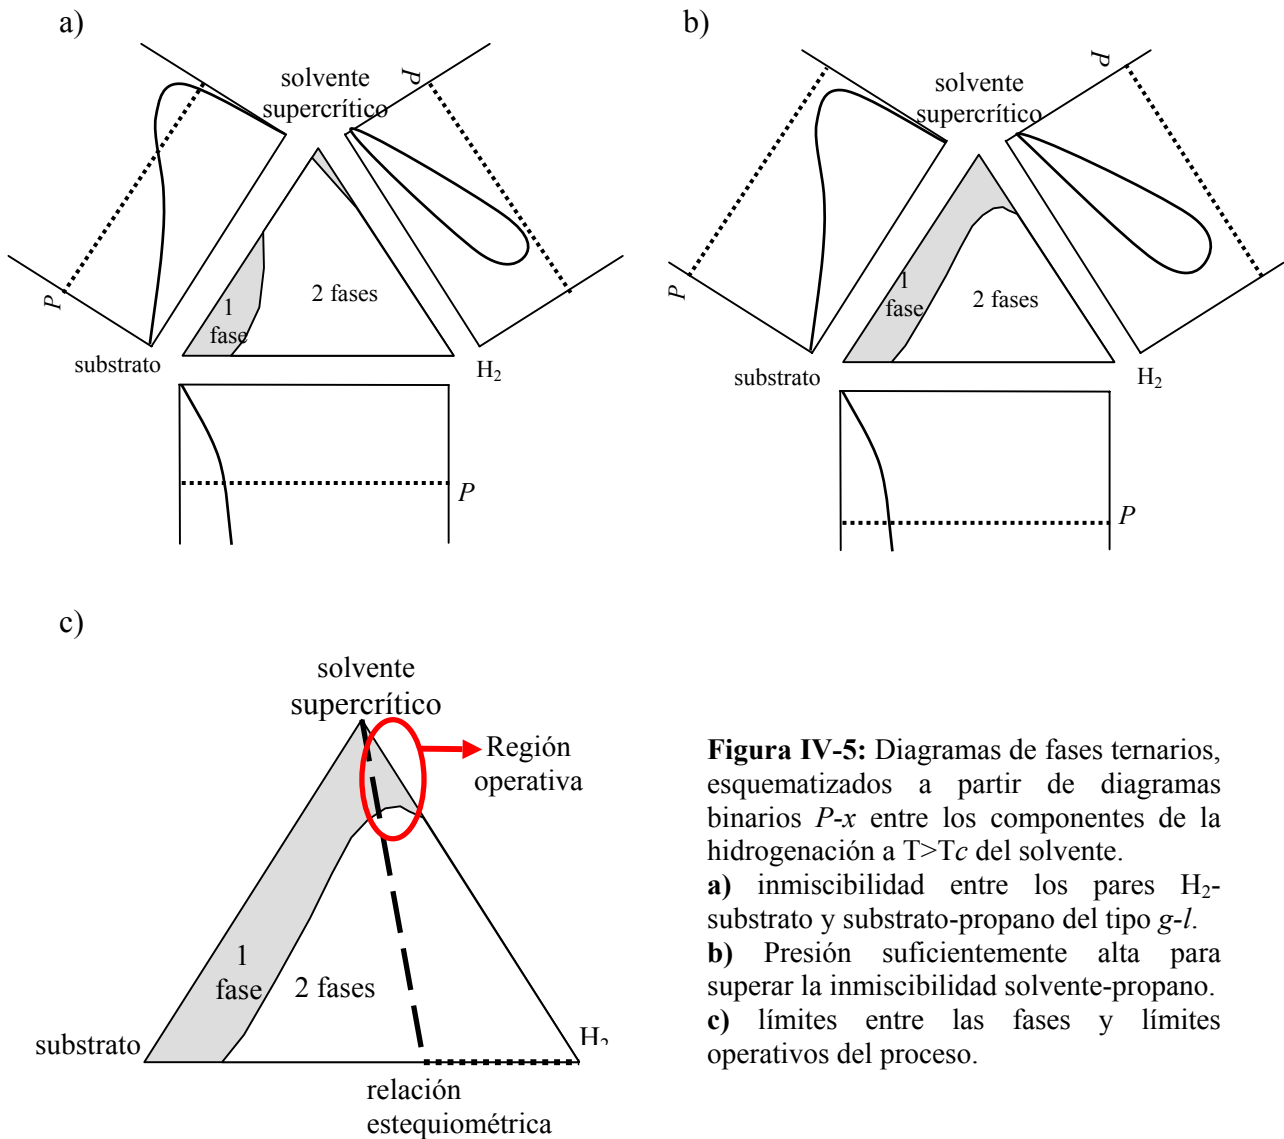 a)
solvente
supercrítico
P
P
1
fase
2 fases
substrato
H2
P
b)
solvente
supercrítico
P
P
1
fase
2 fases
substrato
H2
P
c)
solvente
supercrítico
Región
operativa
1
fase
2 fases
substrato
H2
relación
estequiométrica
Figura IV-5: Diagramas de fases ternarios,
esquematizados a partir de diagramas
binarios P-x entre los componentes de la
hidrogenación a T>Tc del solvente.
a) inmiscibilidad entre los pares H2-
substrato y substrato-propano del tipo g-l.
b) Presión suficientemente alta para
superar la inmiscibilidad solvente-propano.
c) límites entre las fases y límites
operativos del proceso.